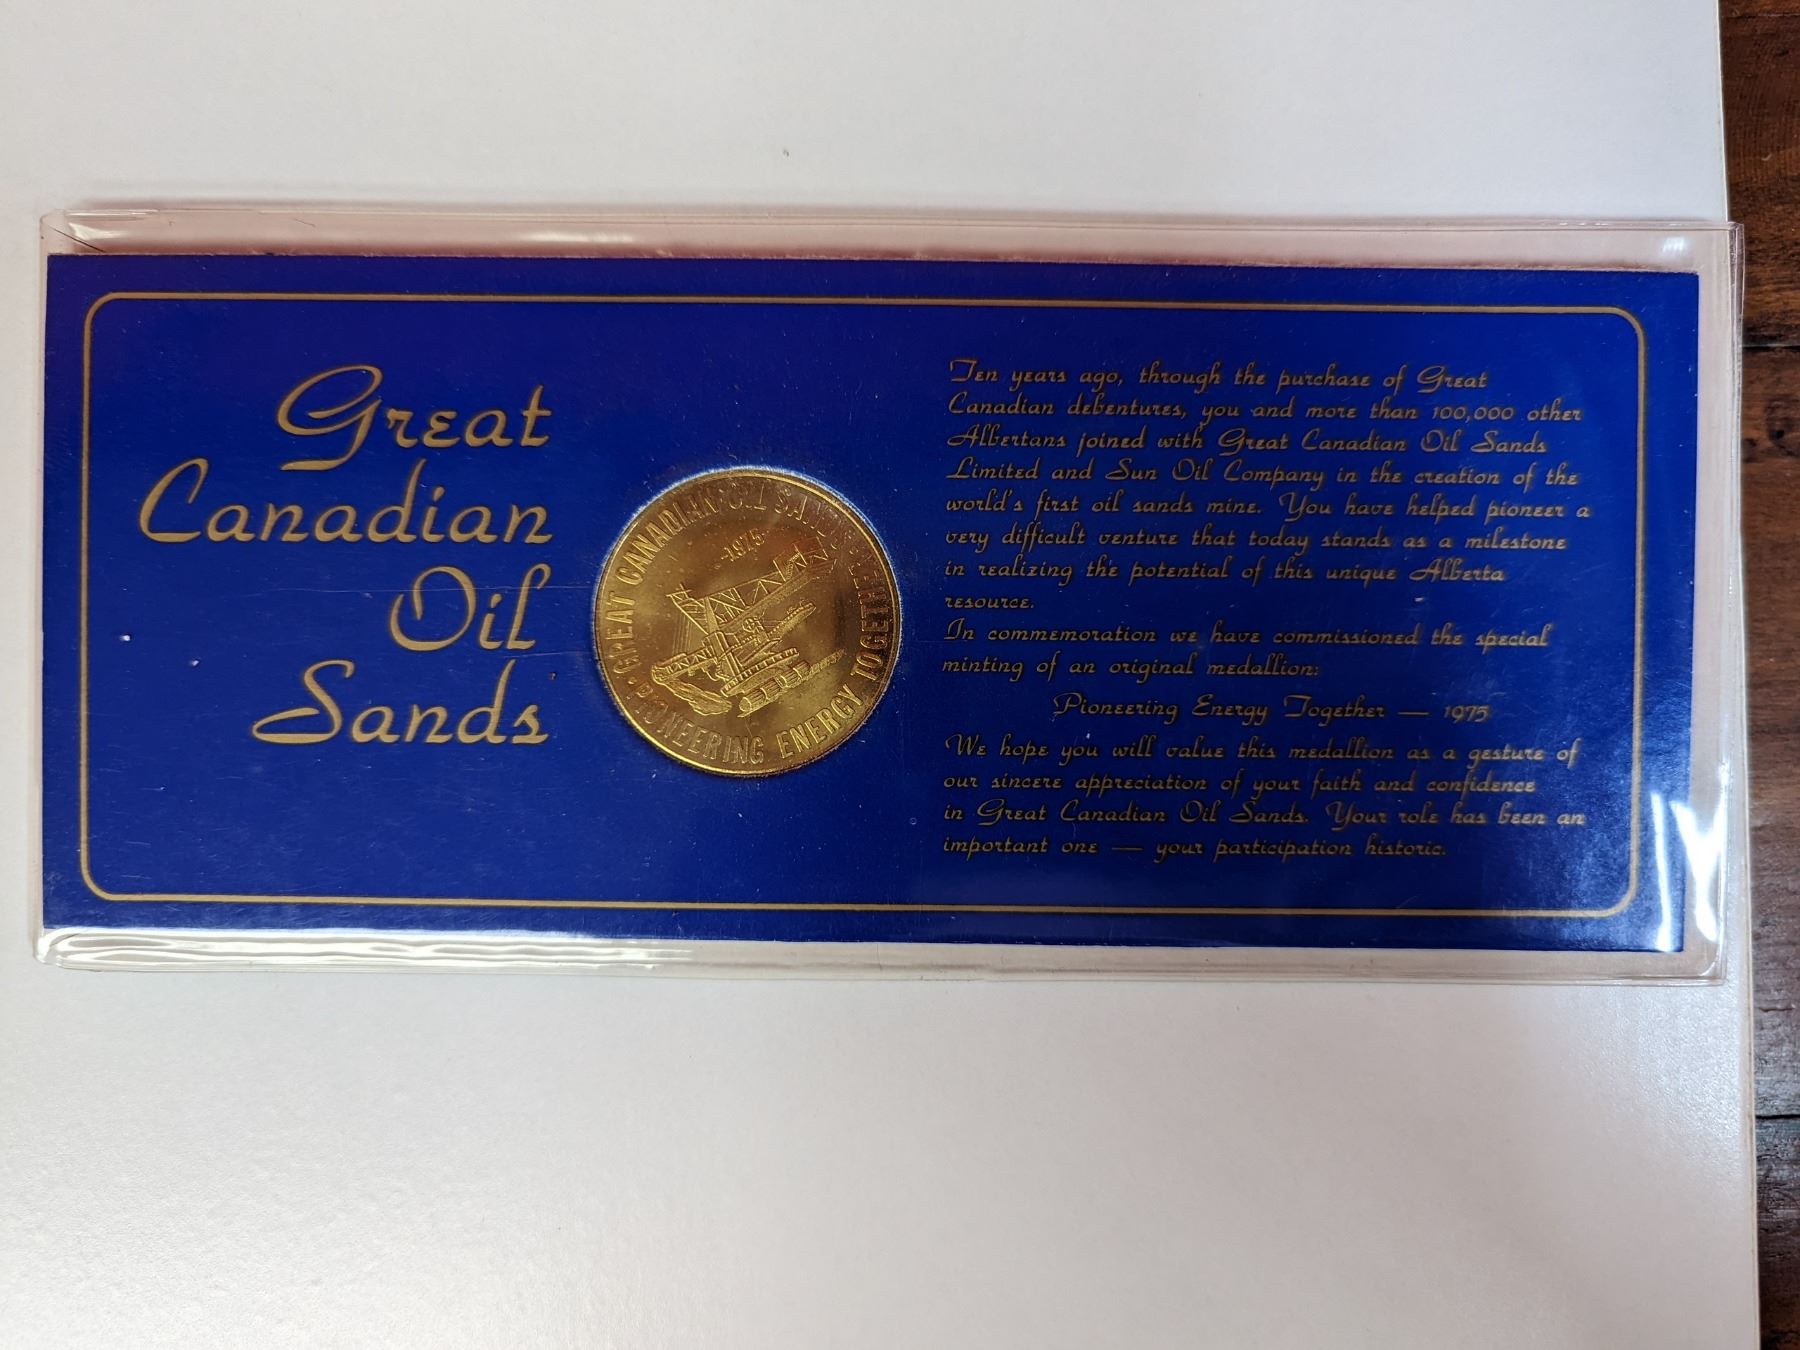 Great
Canadian
Oil
Sands
GREAT CANADIAN OIL SANDS
1975
PIONEERING ENERGY TOGETHER
Ten years ago, through the purchase of Great
Canadian debentures, you and more than 100,000 other
Albertans joined with Great Canadian Oil Sands
Limited and Sun Oil Company in the creation of the
world's first oil sands mine. You have helped pioneer a
very difficult venture that today stands as a milestone
in realizing the potential of this unique Alberta
resource.
In commemoration we have commissioned the special
minting of an original medallion:
Pioneering Energy Together — 1975
We hope you will value this medallion as a gesture of
our sincere appreciation of your faith and confidence
in Great Canadian Oil Sands. Your role has been an
important one — your participation historic.